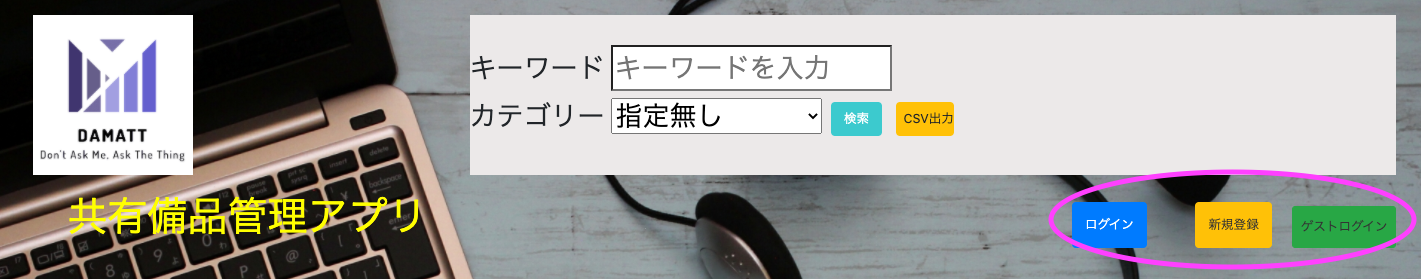 DAMATT
Don't Ask Me, Ask The Thing
キーワード キーワードを入力
カテゴリー 指定無し 検索 CSV出力
共有備品管理アプリ
ログイン 新規登録 ゲストログイン